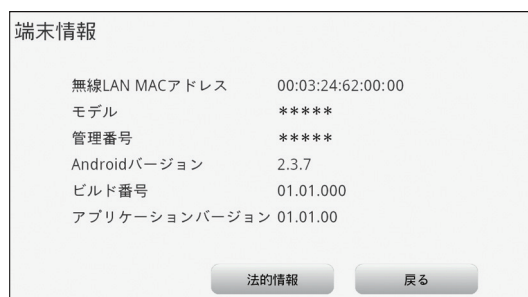 端末情報
無線LAN MACアドレス 00:03:24:62:00:00
モデル *****
管理番号 *****
Androidバージョン 2.3.7
ビルド番号 01.01.000
アプリケーションバージョン 01.01.00
法的情報 戻る